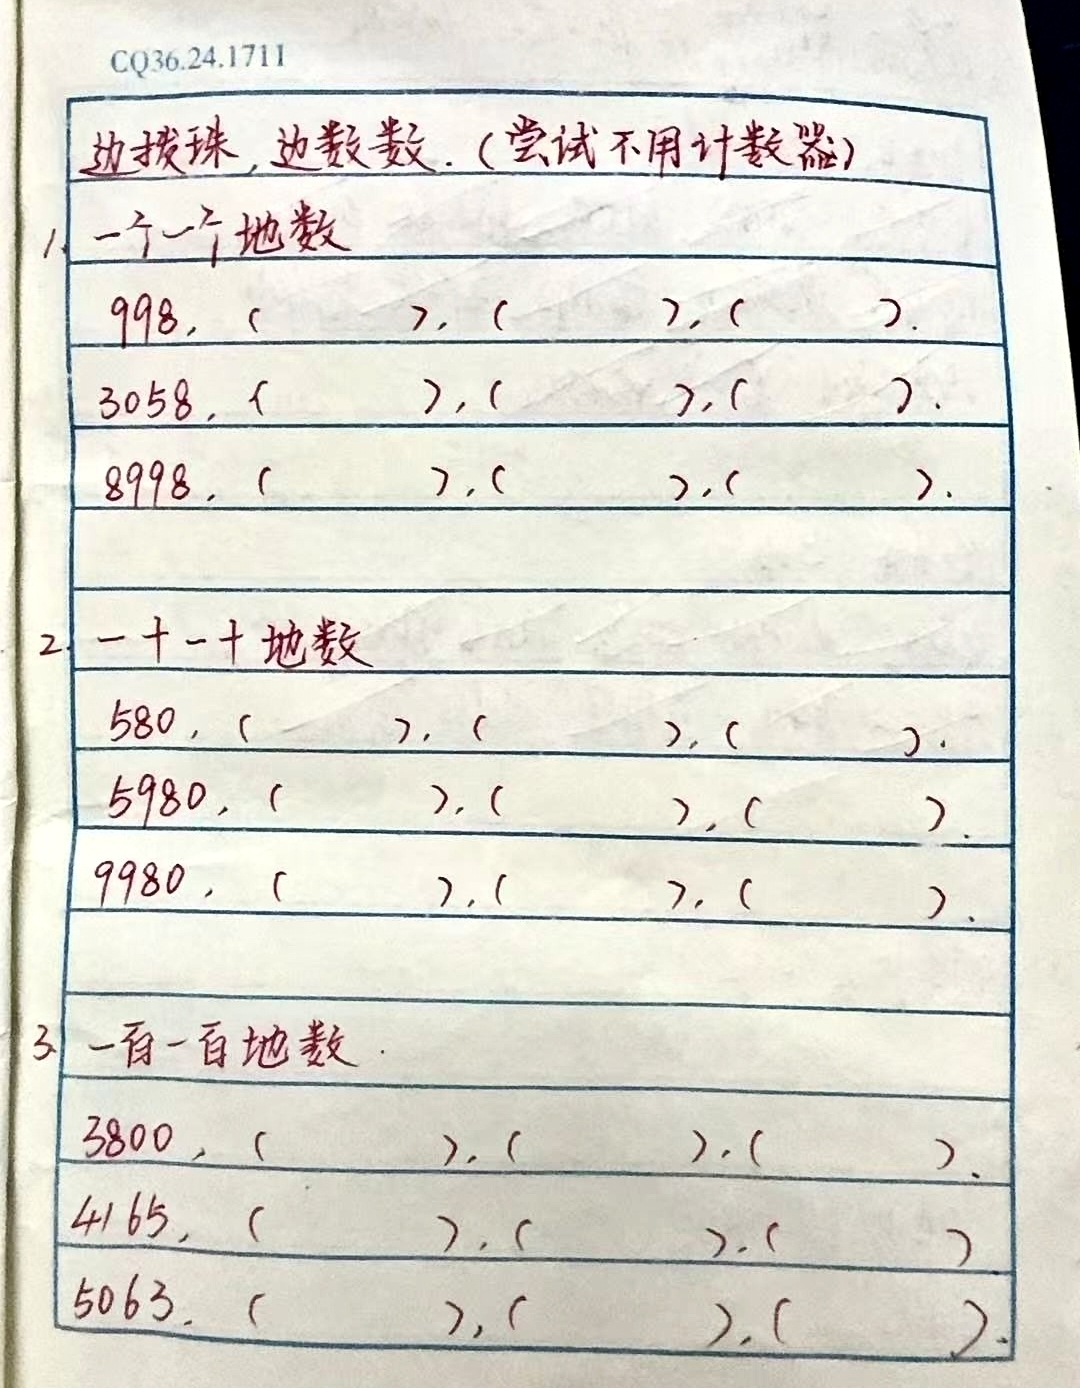 CQ36.24.1711
边拨珠,边数数.(尝试不用计数器)
1. 一个一个地数
998, ( ), ( ), ( ).
3058, ( ), ( ), ( ).
8998, ( ), ( ), ( ).
2. 一十一十地数
580, ( ), ( ), ( ).
5980, ( ), ( ), ( ).
9980, ( ), ( ), ( ).
3. 一百一百地数.
3800, ( ), ( ), ( ).
4165, ( ), ( ), ( )
5063, ( ), ( ), ( ).